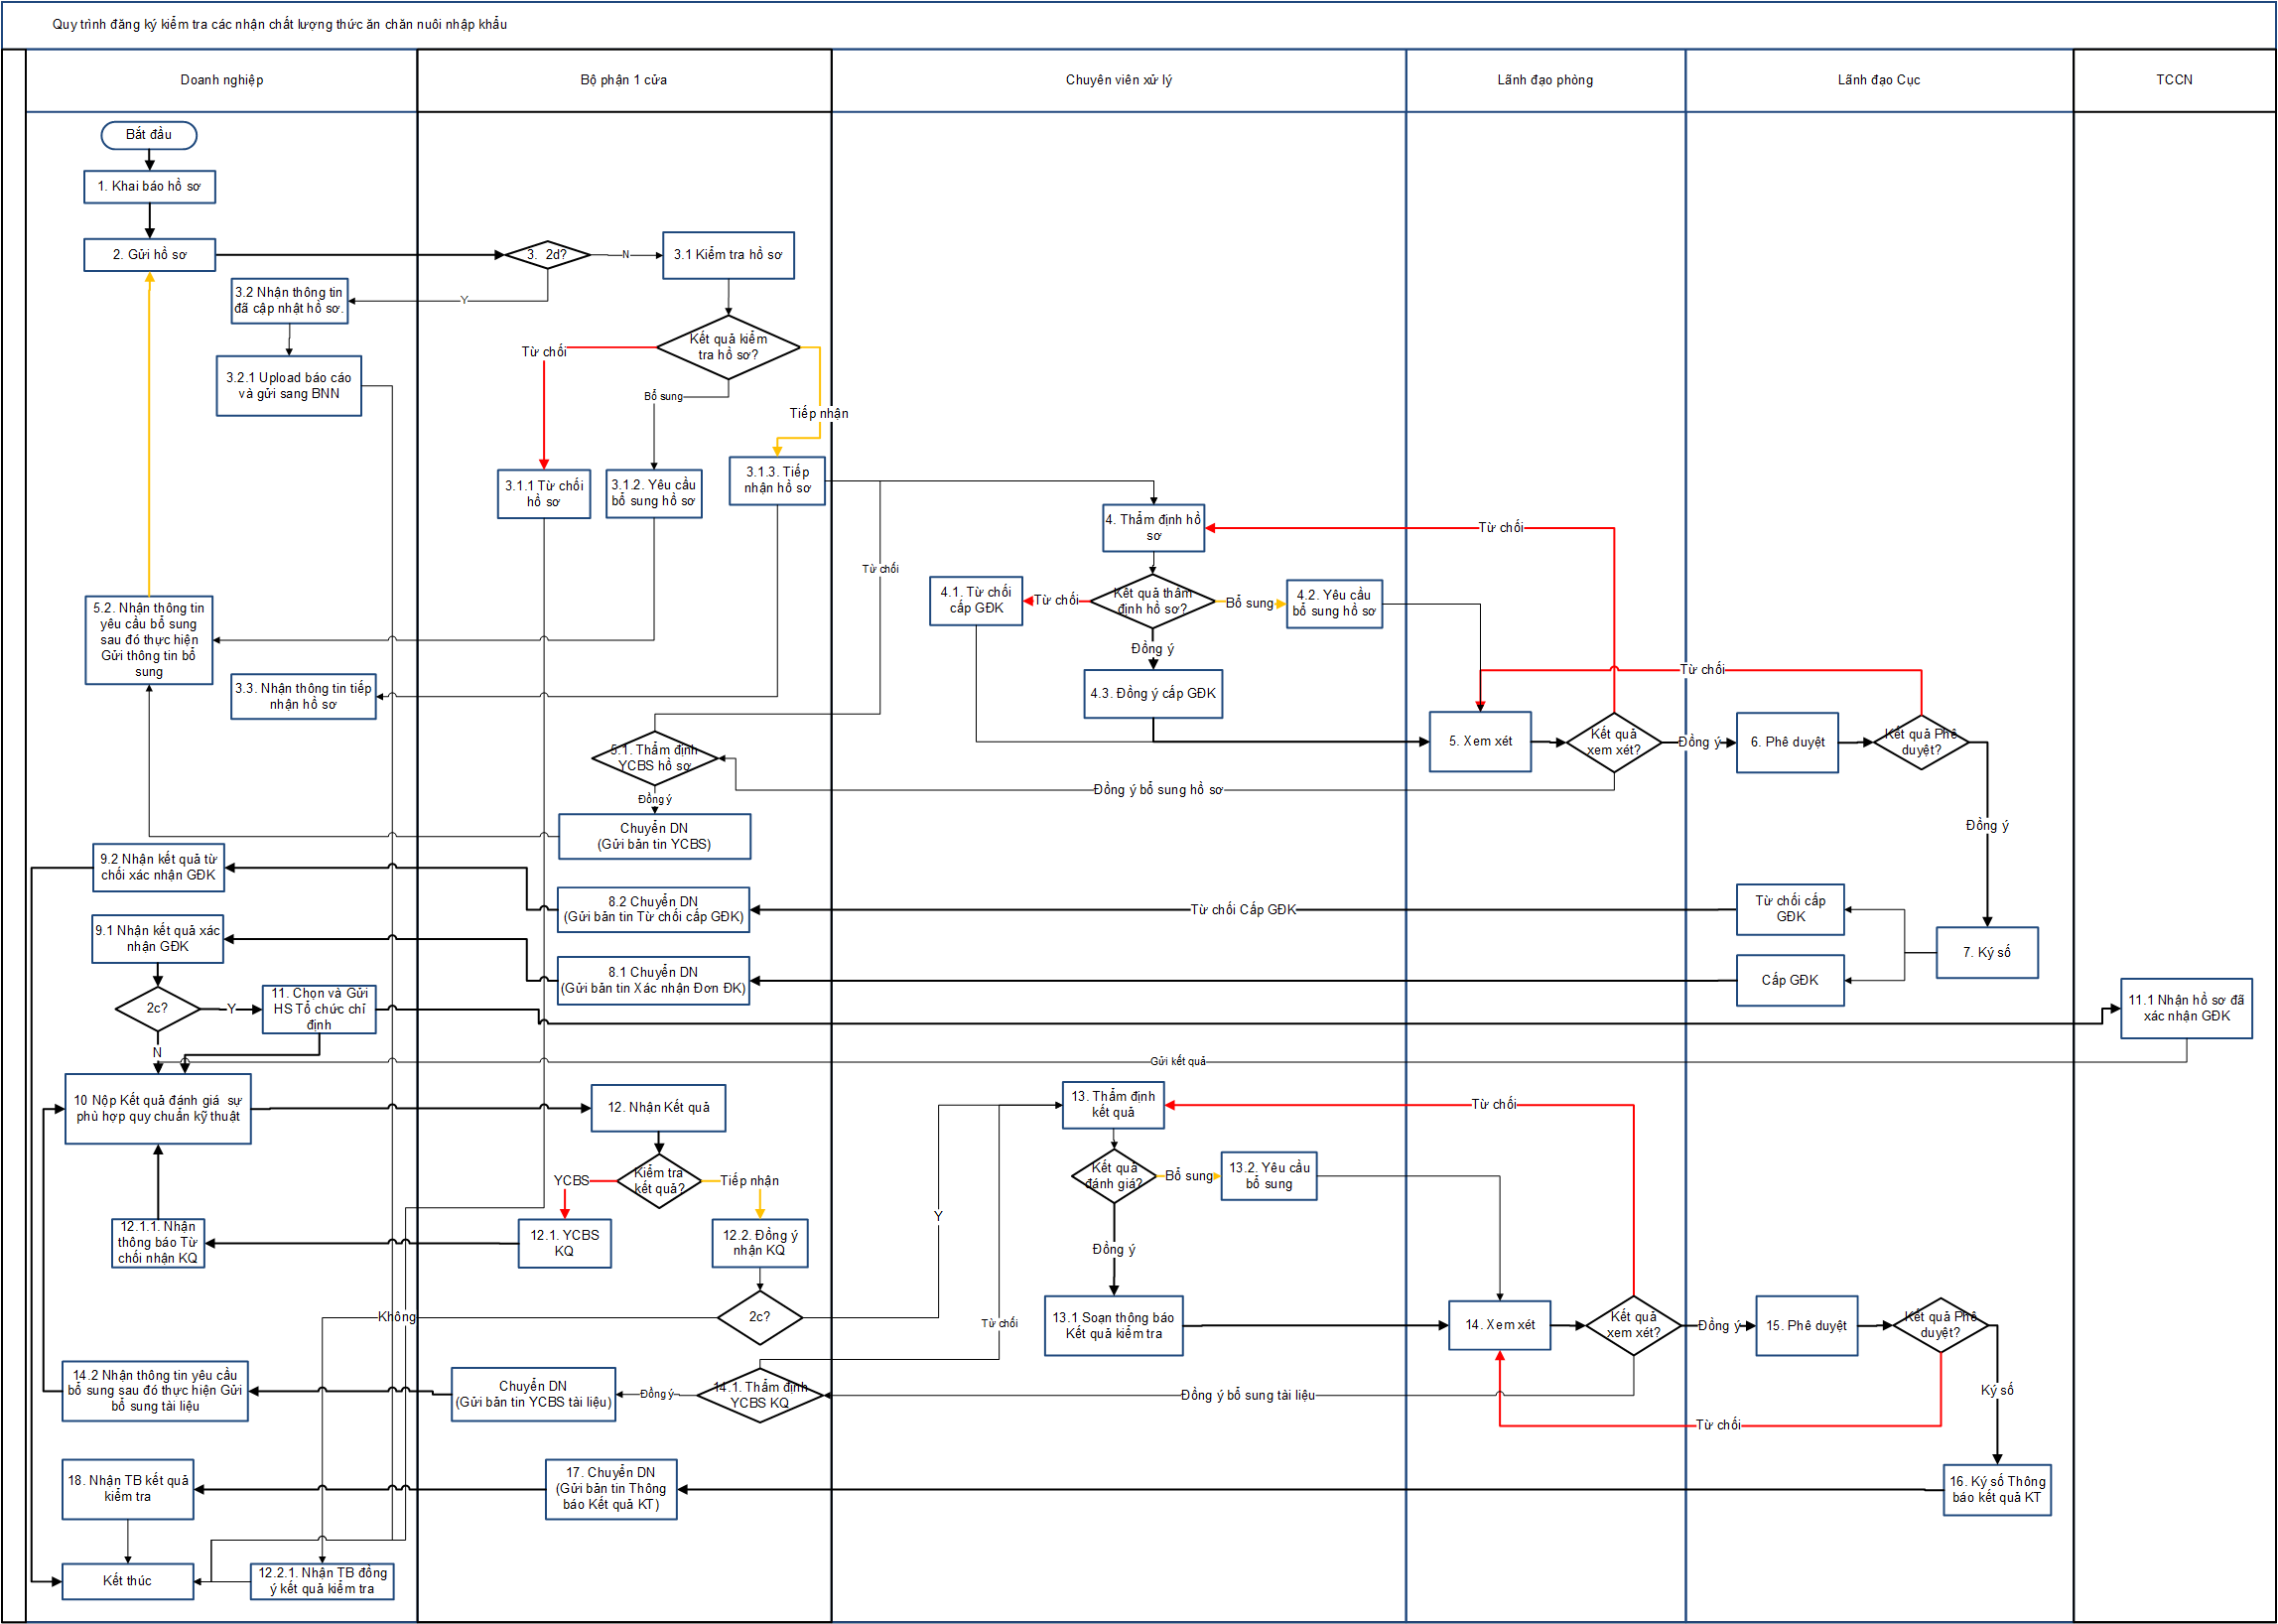 Quy trình đăng ký kiểm tra các nhận chất lượng thức ăn chăn nuôi nhập khẩu
Doanh nghiệp
Bộ phận 1 cửa
Chuyên viên xử lý
Lãnh đạo phòng
Lãnh đạo Cục
TCCN
Bắt đầu
1. Khai báo hồ sơ
2. Gửi hồ sơ
3. 2d?
N
3.1 Kiểm tra hồ sơ
3.2 Nhận thông tin
đã cập nhật hồ sơ.
Y
Kết quả kiểm
tra hồ sơ?
Từ chối
3.2.1 Upload báo cáo
và gửi sang BNN
Bổ sung
Tiếp nhận
3.1.1 Từ chối
hồ sơ
3.1.2. Yêu cầu
bổ sung hồ sơ
3.1.3. Tiếp
nhận hồ sơ
4. Thẩm định hồ
sơ
Từ chối
Từ chối
4.1. Từ chối
cấp GĐK
Từ chối
Kết quả thẩm
định hồ sơ?
Bổ sung
4.2. Yêu cầu
bổ sung hồ sơ
5.2. Nhận thông tin
yêu cầu bổ sung
sau đó thực hiện
Gửi thông tin bổ
sung
Đồng ý
3.3. Nhận thông tin tiếp
nhận hồ sơ
4.3. Đồng ý cấp GĐK
Từ chối
5.1. Thẩm định
YCBS hồ sơ
5. Xem xét
Kết quả
xem xét?
Đồng ý
6. Phê duyệt
Kết quả Phê
duyệt?
Đồng ý bổ sung hồ sơ
Đồng ý
Chuyển DN
(Gửi bản tin YCBS)
Đồng ý
9.2 Nhận kết quả từ
chối xác nhận GĐK
8.2 Chuyển DN
(Gửi bản tin Từ chối cấp GĐK)
Từ chối Cấp GĐK
Từ chối cấp
GĐK
9.1 Nhận kết quả xác
nhận GĐK
7. Ký số
8.1 Chuyển DN
(Gửi bản tin Xác nhận Đơn ĐK)
Cấp GĐK
2c?
Y
11. Chọn và Gửi
HS Tổ chức chỉ
định
11.1 Nhận hồ sơ đã
xác nhận GĐK
N
Gửi kết quả
10 Nộp Kết quả đánh giá sự
phù hợp quy chuẩn kỹ thuật
12. Nhận Kết quả
13. Thẩm định
kết quả
Từ chối
Kiểm tra
kết quả?
YCBS
Tiếp nhận
Kết quả
đánh giá?
Bổ sung
13.2. Yêu cầu
bổ sung
12.1.1. Nhận
thông báo Từ
chối nhận KQ
12.1. YCBS
KQ
12.2. Đồng ý
nhận KQ
Y
Đồng ý
Không
2c?
Từ chối
13.1 Soạn thông báo
Kết quả kiểm tra
14. Xem xét
Kết quả
xem xét?
Đồng ý
15. Phê duyệt
Kết quả Phê
duyệt?
14.2 Nhận thông tin yêu cầu
bổ sung sau đó thực hiện Gửi
bổ sung tài liệu
Chuyển DN
(Gửi bản tin YCBS tài liệu)
Đồng ý
14.1. Thẩm định
YCBS KQ
Đồng ý bổ sung tài liệu
Ký số
Từ chối
18. Nhận TB kết quả
kiểm tra
17. Chuyển DN
(Gửi bản tin Thông
báo Kết quả KT)
16. Ký số Thông
báo kết quả KT
Kết thúc
12.2.1. Nhận TB đồng
ý kết quả kiểm tra